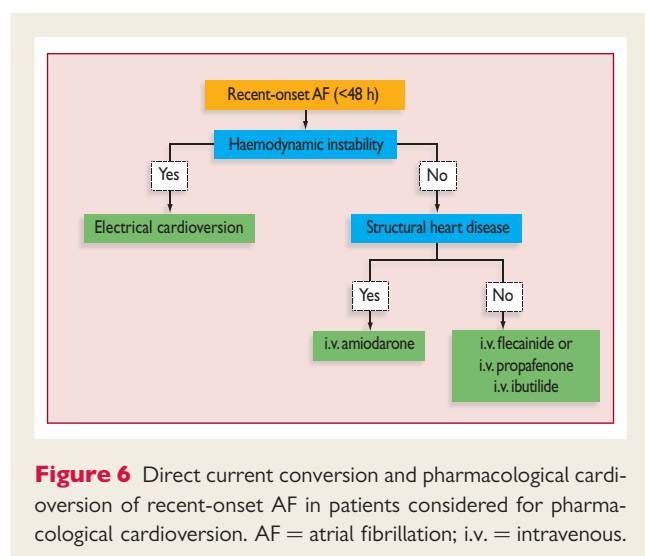 Recent-onset AF (<48 h)
Haemodynamic instability
Yes
No
Electrical cardioversion
Structural heart disease
Yes
No
i.v. amiodarone
i.v. flecainide or
i.v. propafenone
i.v. ibutilide
Figure 6 Direct current conversion and pharmacological cardi-
oversion of recent-onset AF in patients considered for pharma-
cological cardioversion. AF = atrial fibrillation; i.v. = intravenous.